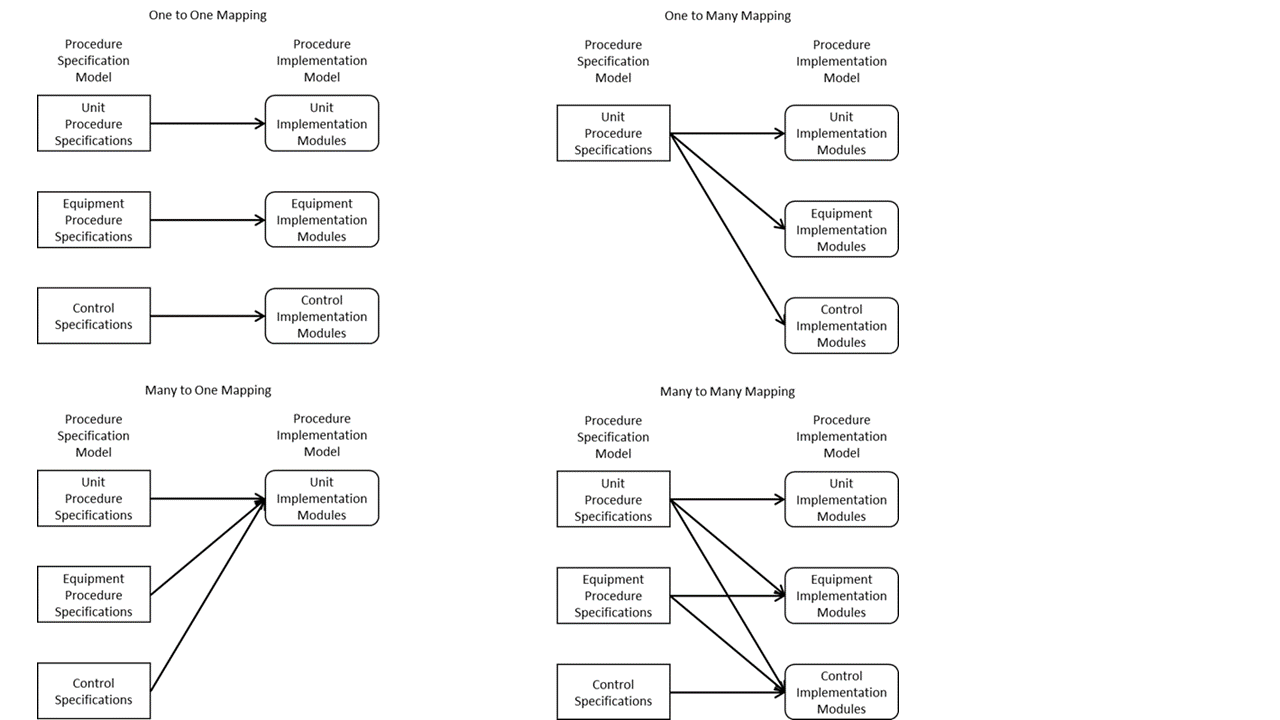 One to One Mapping
Procedure
Specification
Model
Procedure
Implementation
Model
Unit
Procedure
Specifications
Unit
Implementation
Modules
Equipment
Procedure
Specifications
Equipment
Implementation
Modules
Control
Specifications
Control
Implementation
Modules
One to Many Mapping
Procedure
Specification
Model
Procedure
Implementation
Model
Unit
Procedure
Specifications
Unit
Implementation
Modules
Equipment
Implementation
Modules
Control
Implementation
Modules
Many to One Mapping
Procedure
Specification
Model
Procedure
Implementation
Model
Unit
Procedure
Specifications
Unit
Implementation
Modules
Equipment
Procedure
Specifications
Control
Specifications
Many to Many Mapping
Procedure
Specification
Model
Procedure
Implementation
Model
Unit
Procedure
Specifications
Unit
Implementation
Modules
Equipment
Procedure
Specifications
Equipment
Implementation
Modules
Control
Specifications
Control
Implementation
Modules